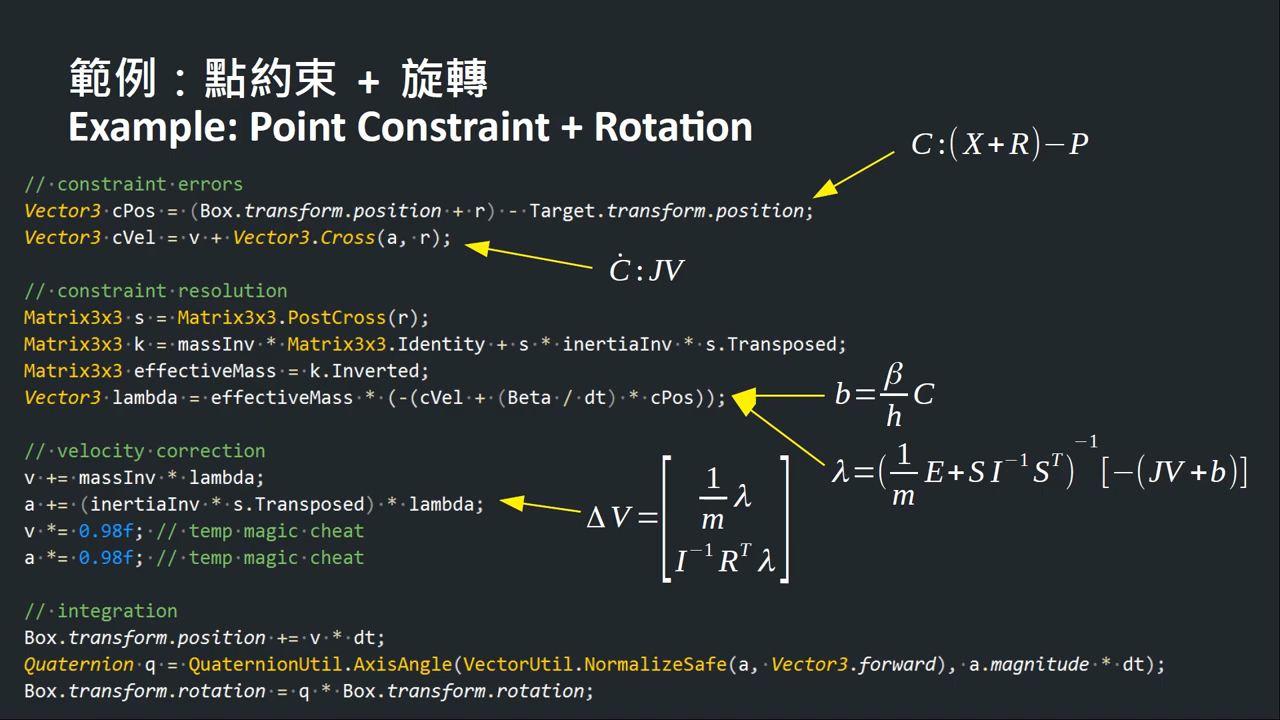 範例：點約束 + 旋轉
Example: Point Constraint + Rotation
C:(X+R)−P
// constraint errors
Vector3 cPos = (Box.transform.position + r) - Target.transform.position;
Vector3 cVel = v + Vector3.Cross(a, r);
Ċ:JV
// constraint resolution
Matrix3x3 s = Matrix3x3.PostCross(r);
Matrix3x3 k = massInv * Matrix3x3.Identity + s * inertiaInv * s.Transposed;
Matrix3x3 effectiveMass = k.Inverted;
Vector3 lambda = effectiveMass * (-(cVel + (Beta / dt) * cPos));
b=β/h C
λ=(1/m E+S I⁻¹ Sᵀ)⁻¹[−(JV+b)]
// velocity correction
v += massInv * lambda;
a += (inertiaInv * s.Transposed) * lambda;
v *= 0.98f; // temp magic cheat
a *= 0.98f; // temp magic cheat
ΔV=[1/m λ
I⁻¹ Rᵀ λ]
// integration
Box.transform.position += v * dt;
Quaternion q = QuaternionUtil.AxisAngle(VectorUtil.NormalizeSafe(a, Vector3.forward), a.magnitude * dt);
Box.transform.rotation = q * Box.transform.rotation;